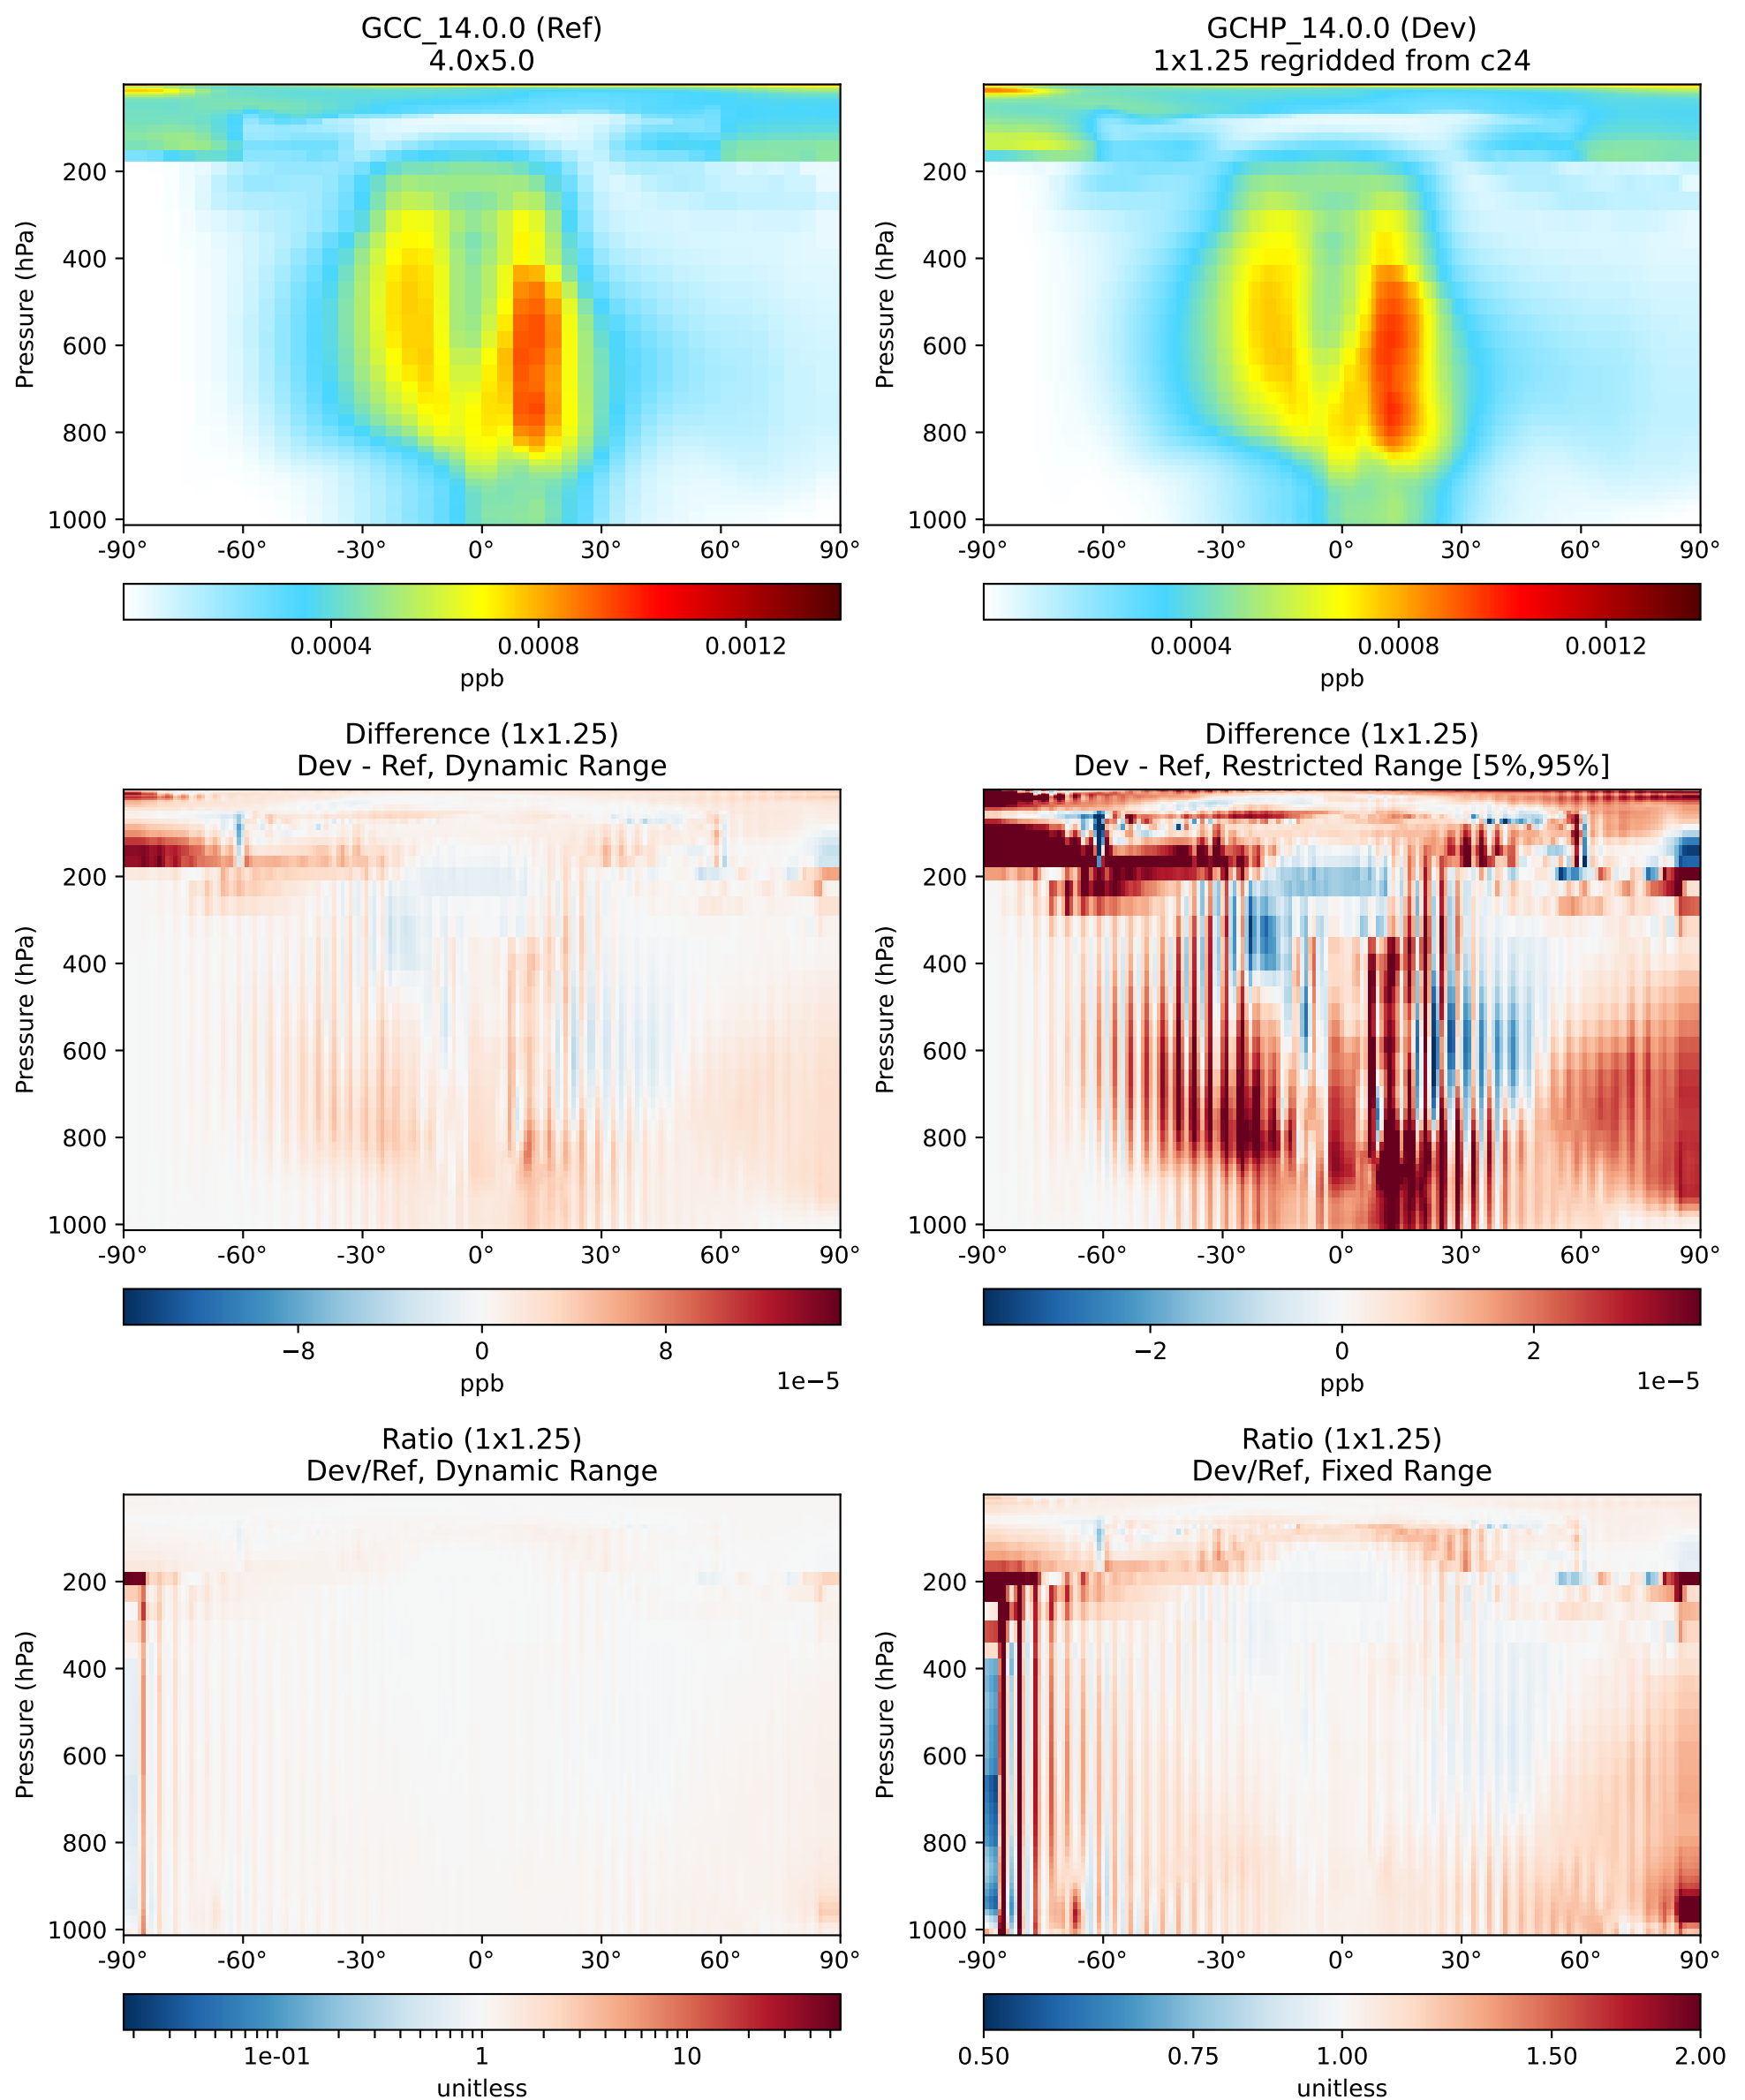 GCC_14.0.0 (Ref)
4.0x5.0
Pressure (hPa)
200
400
600
800
1000
-90° -60° -30° 0° 30° 60° 90°
0.0004 0.0008 0.0012
ppb
GCHP_14.0.0 (Dev)
1x1.25 regridded from c24
Pressure (hPa)
200
400
600
800
1000
-90° -60° -30° 0° 30° 60° 90°
0.0004 0.0008 0.0012
ppb
Difference (1x1.25)
Dev - Ref, Dynamic Range
Pressure (hPa)
200
400
600
800
1000
-90° -60° -30° 0° 30° 60° 90°
−8 0 8
ppb 1e−5
Difference (1x1.25)
Dev - Ref, Restricted Range [5%,95%]
Pressure (hPa)
200
400
600
800
1000
-90° -60° -30° 0° 30° 60° 90°
−2 0 2
ppb 1e−5
Ratio (1x1.25)
Dev/Ref, Dynamic Range
Pressure (hPa)
200
400
600
800
1000
-90° -60° -30° 0° 30° 60° 90°
1e-01 1 10
unitless
Ratio (1x1.25)
Dev/Ref, Fixed Range
Pressure (hPa)
200
400
600
800
1000
-90° -60° -30° 0° 30° 60° 90°
0.50 0.75 1.00 1.50 2.00
unitless